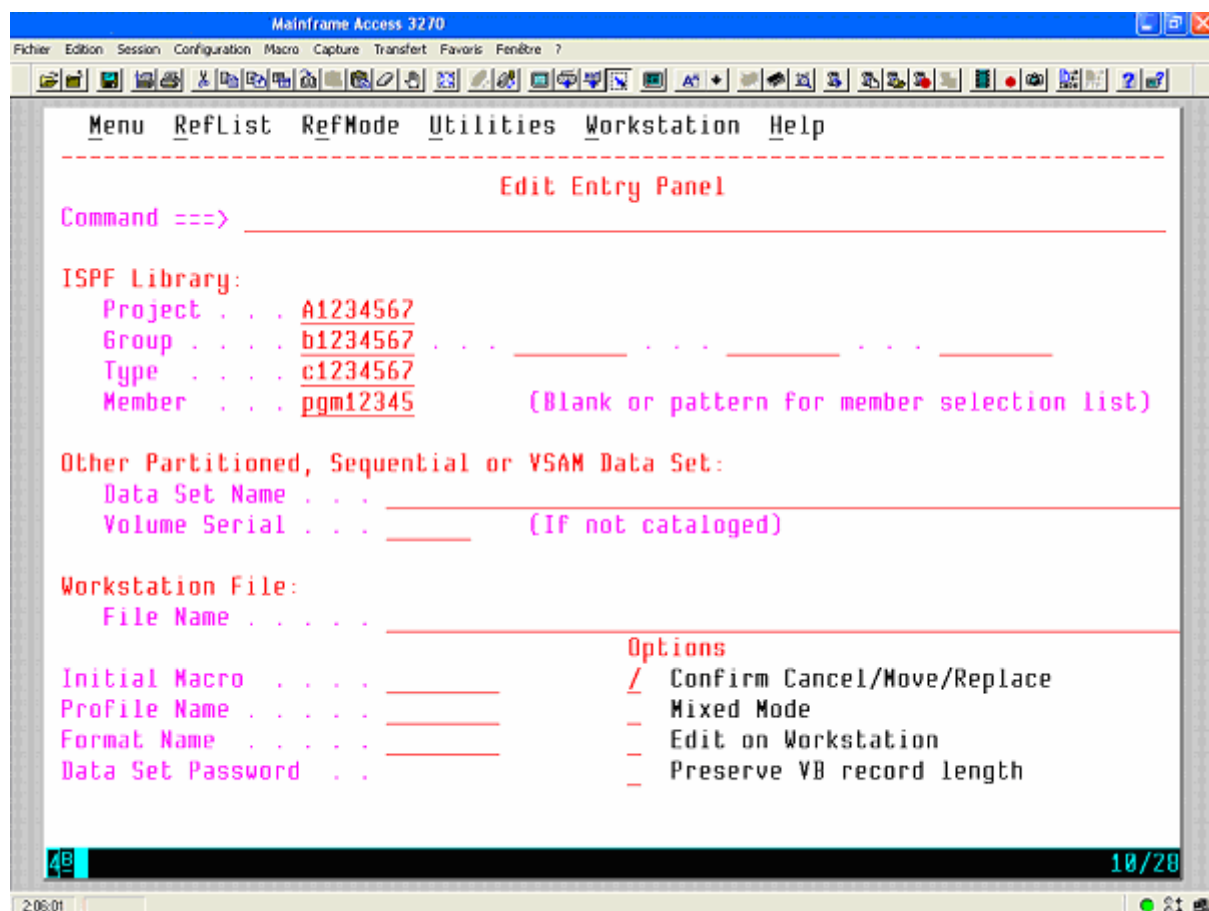 Mainframe Access 3270
Fichier Edition Session Configuration Macro Capture Transfert Favoris Fenêtre ?
Menu RefList RefMode Utilities Workstation Help
Edit Entry Panel
Command ===>
ISPF Library:
Project . . . A1234567
Group . . . . b1234567 . . . . . . . . .
Type . . . . c1234567
Member . . . pgm12345 (Blank or pattern for member selection list)
Other Partitioned, Sequential or VSAM Data Set:
Data Set Name . . .
Volume Serial . . . (If not cataloged)
Workstation File:
File Name . . . . .
Options
Initial Macro . . . . / Confirm Cancel/Move/Replace
Profile Name . . . . . Mixed Mode
Format Name . . . . . Edit on Workstation
Data Set Password . . Preserve VB record length
4B 10/28
2:06:01